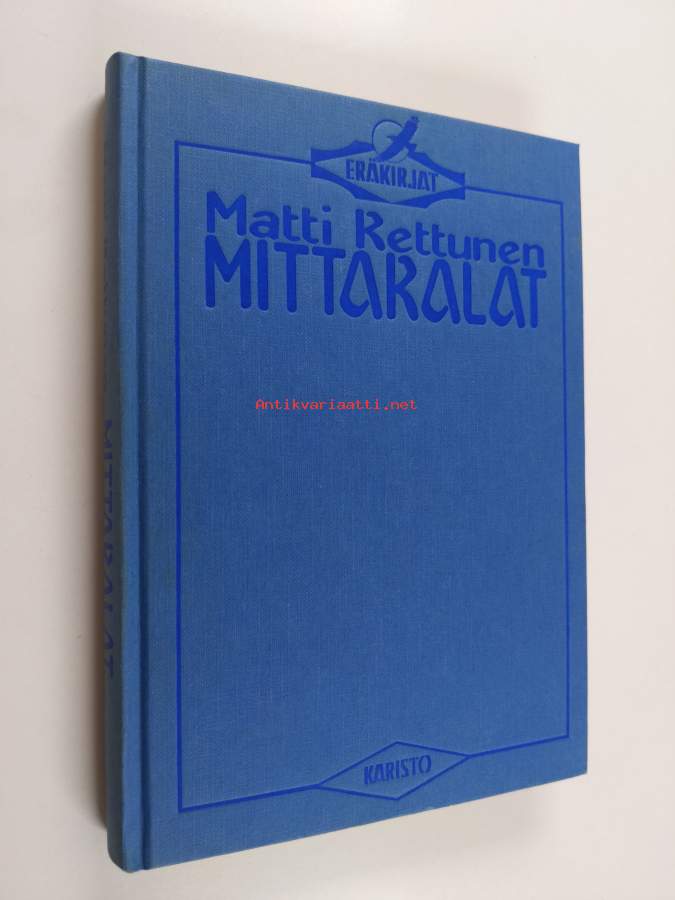 ERÄKIRJAT
Matti Kettunen
MITTAKALAT
Antikvariaatti.net
KARISTO
MITTAKALAT